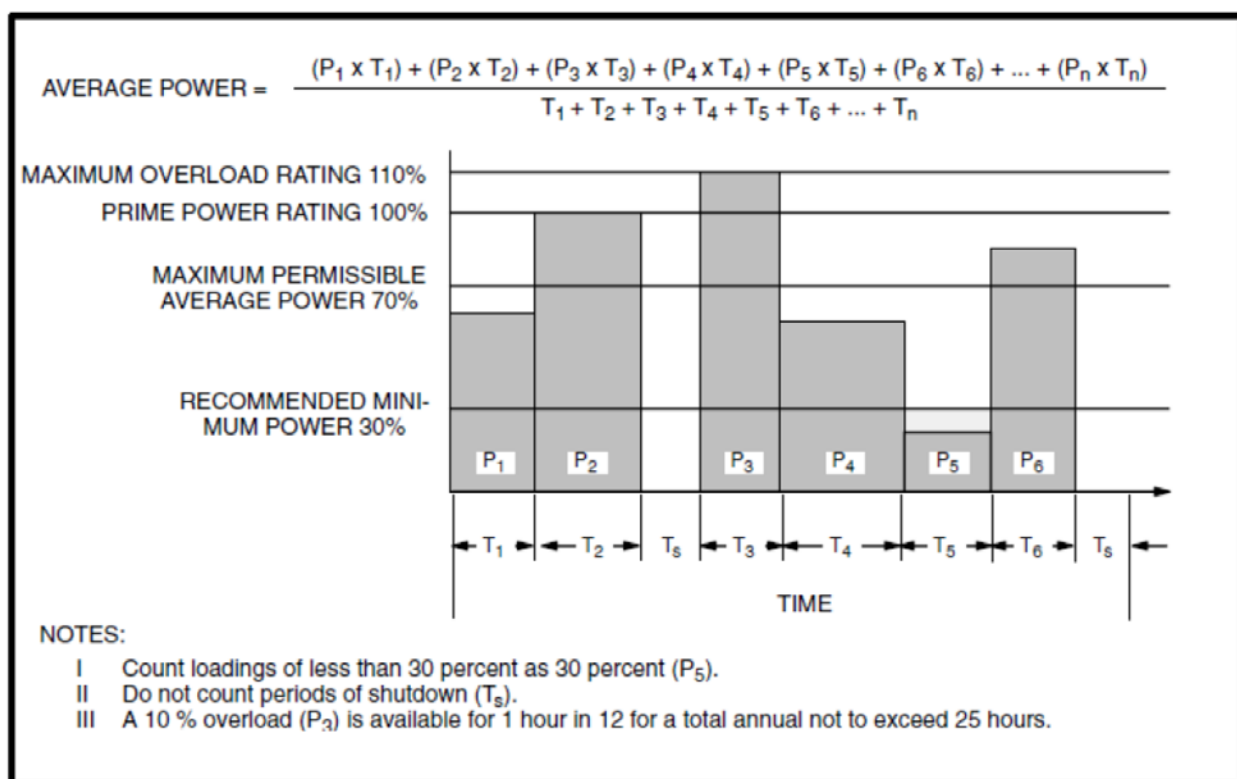 (P₁ x T₁) + (P₂ x T₂) + (P₃ x T₃) + (P₄ x T₄) + (P₅ x T₅) + (P₆ x T₆) + ... + (Pₙ x Tₙ)
AVERAGE POWER =
T₁ + T₂ + T₃ + T₄ + T₅ + T₆ + ... + Tₙ
MAXIMUM OVERLOAD RATING 110%
PRIME POWER RATING 100%
MAXIMUM PERMISSIBLE
AVERAGE POWER 70%
RECOMMENDED MINI-
MUM POWER 30%
P₁ P₂ P₃ P₄ P₅ P₆
T₁ T₂ Tₛ T₃ T₄ T₅ T₆ Tₛ
TIME
NOTES:
I Count loadings of less than 30 percent as 30 percent (P₅).
II Do not count periods of shutdown (Tₛ).
III A 10 % overload (P₃) is available for 1 hour in 12 for a total annual not to exceed 25 hours.